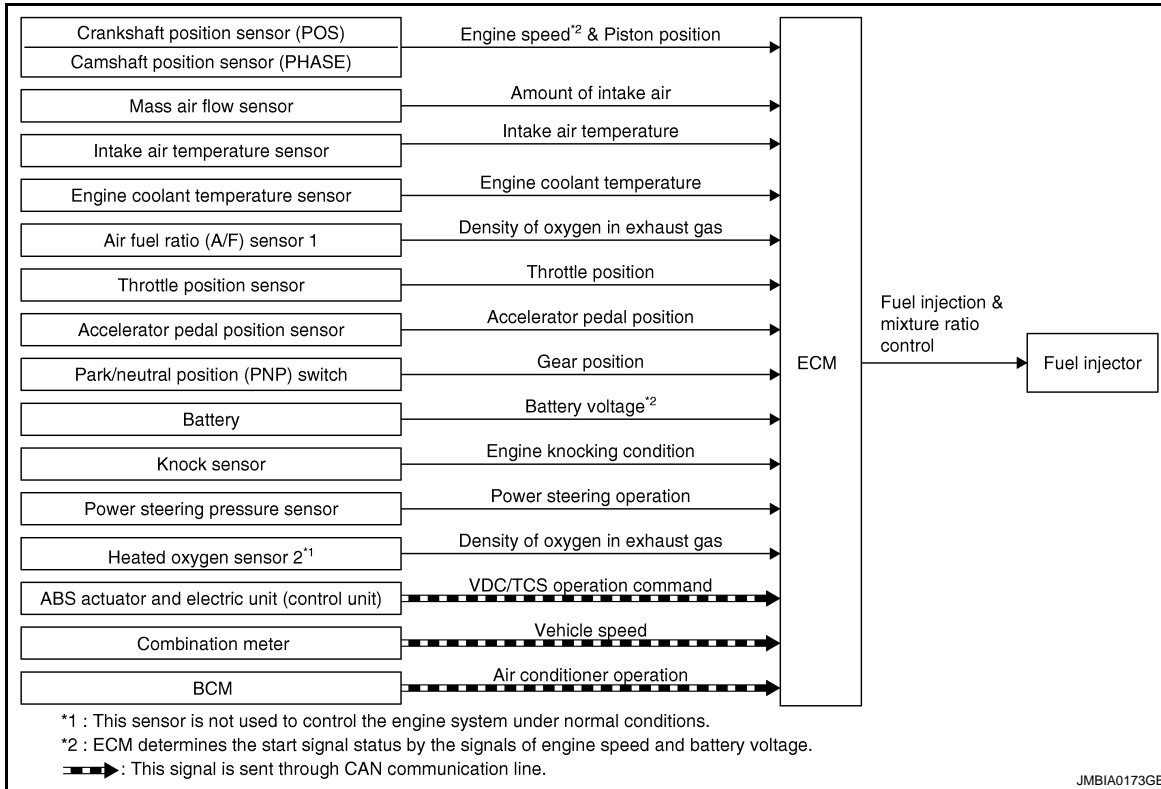 Crankshaft position sensor (POS)
Camshaft position sensor (PHASE)
Engine speed*2 & Piston position
Mass air flow sensor
Amount of intake air
Intake air temperature sensor
Intake air temperature
Engine coolant temperature sensor
Engine coolant temperature
Air fuel ratio (A/F) sensor 1
Density of oxygen in exhaust gas
Throttle position sensor
Throttle position
Accelerator pedal position sensor
Accelerator pedal position
Park/neutral position (PNP) switch
Gear position
Battery
Battery voltage*2
Knock sensor
Engine knocking condition
Power steering pressure sensor
Power steering operation
Heated oxygen sensor 2*1
Density of oxygen in exhaust gas
ABS actuator and electric unit (control unit)
VDC/TCS operation command
Combination meter
Vehicle speed
BCM
Air conditioner operation
ECM
Fuel injection &
mixture ratio
control
Fuel injector
*1 : This sensor is not used to control the engine system under normal conditions.
*2 : ECM determines the start signal status by the signals of engine speed and battery voltage.
: This signal is sent through CAN communication line.
JMBIA0173GB